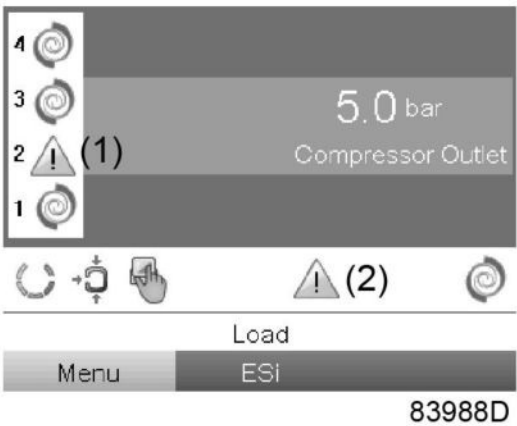 4
3
5.0 bar
2 (1)
Compressor Outlet
1
(2)
Load
Menu ESi
83988D